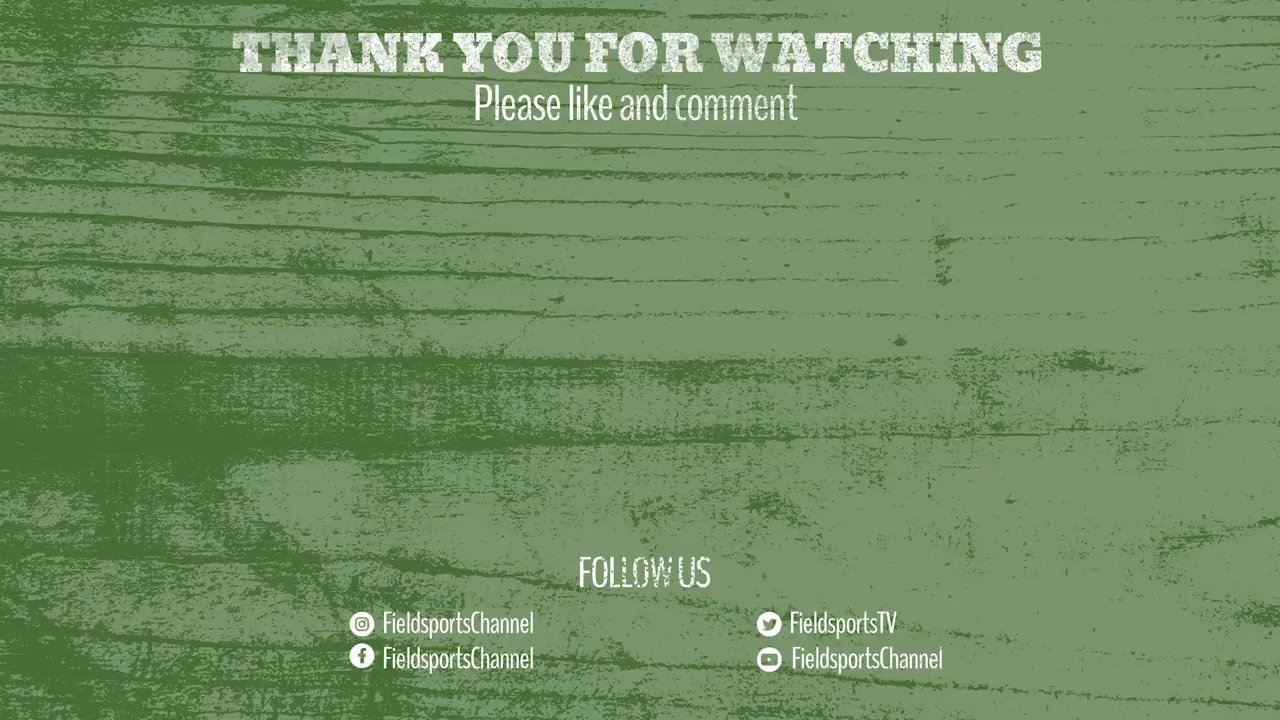 THANK YOU FOR WATCHING
Please like and comment
FOLLOW US
FieldsportsChannel
FieldsportsTV
FieldsportsChannel
FieldsportsChannel